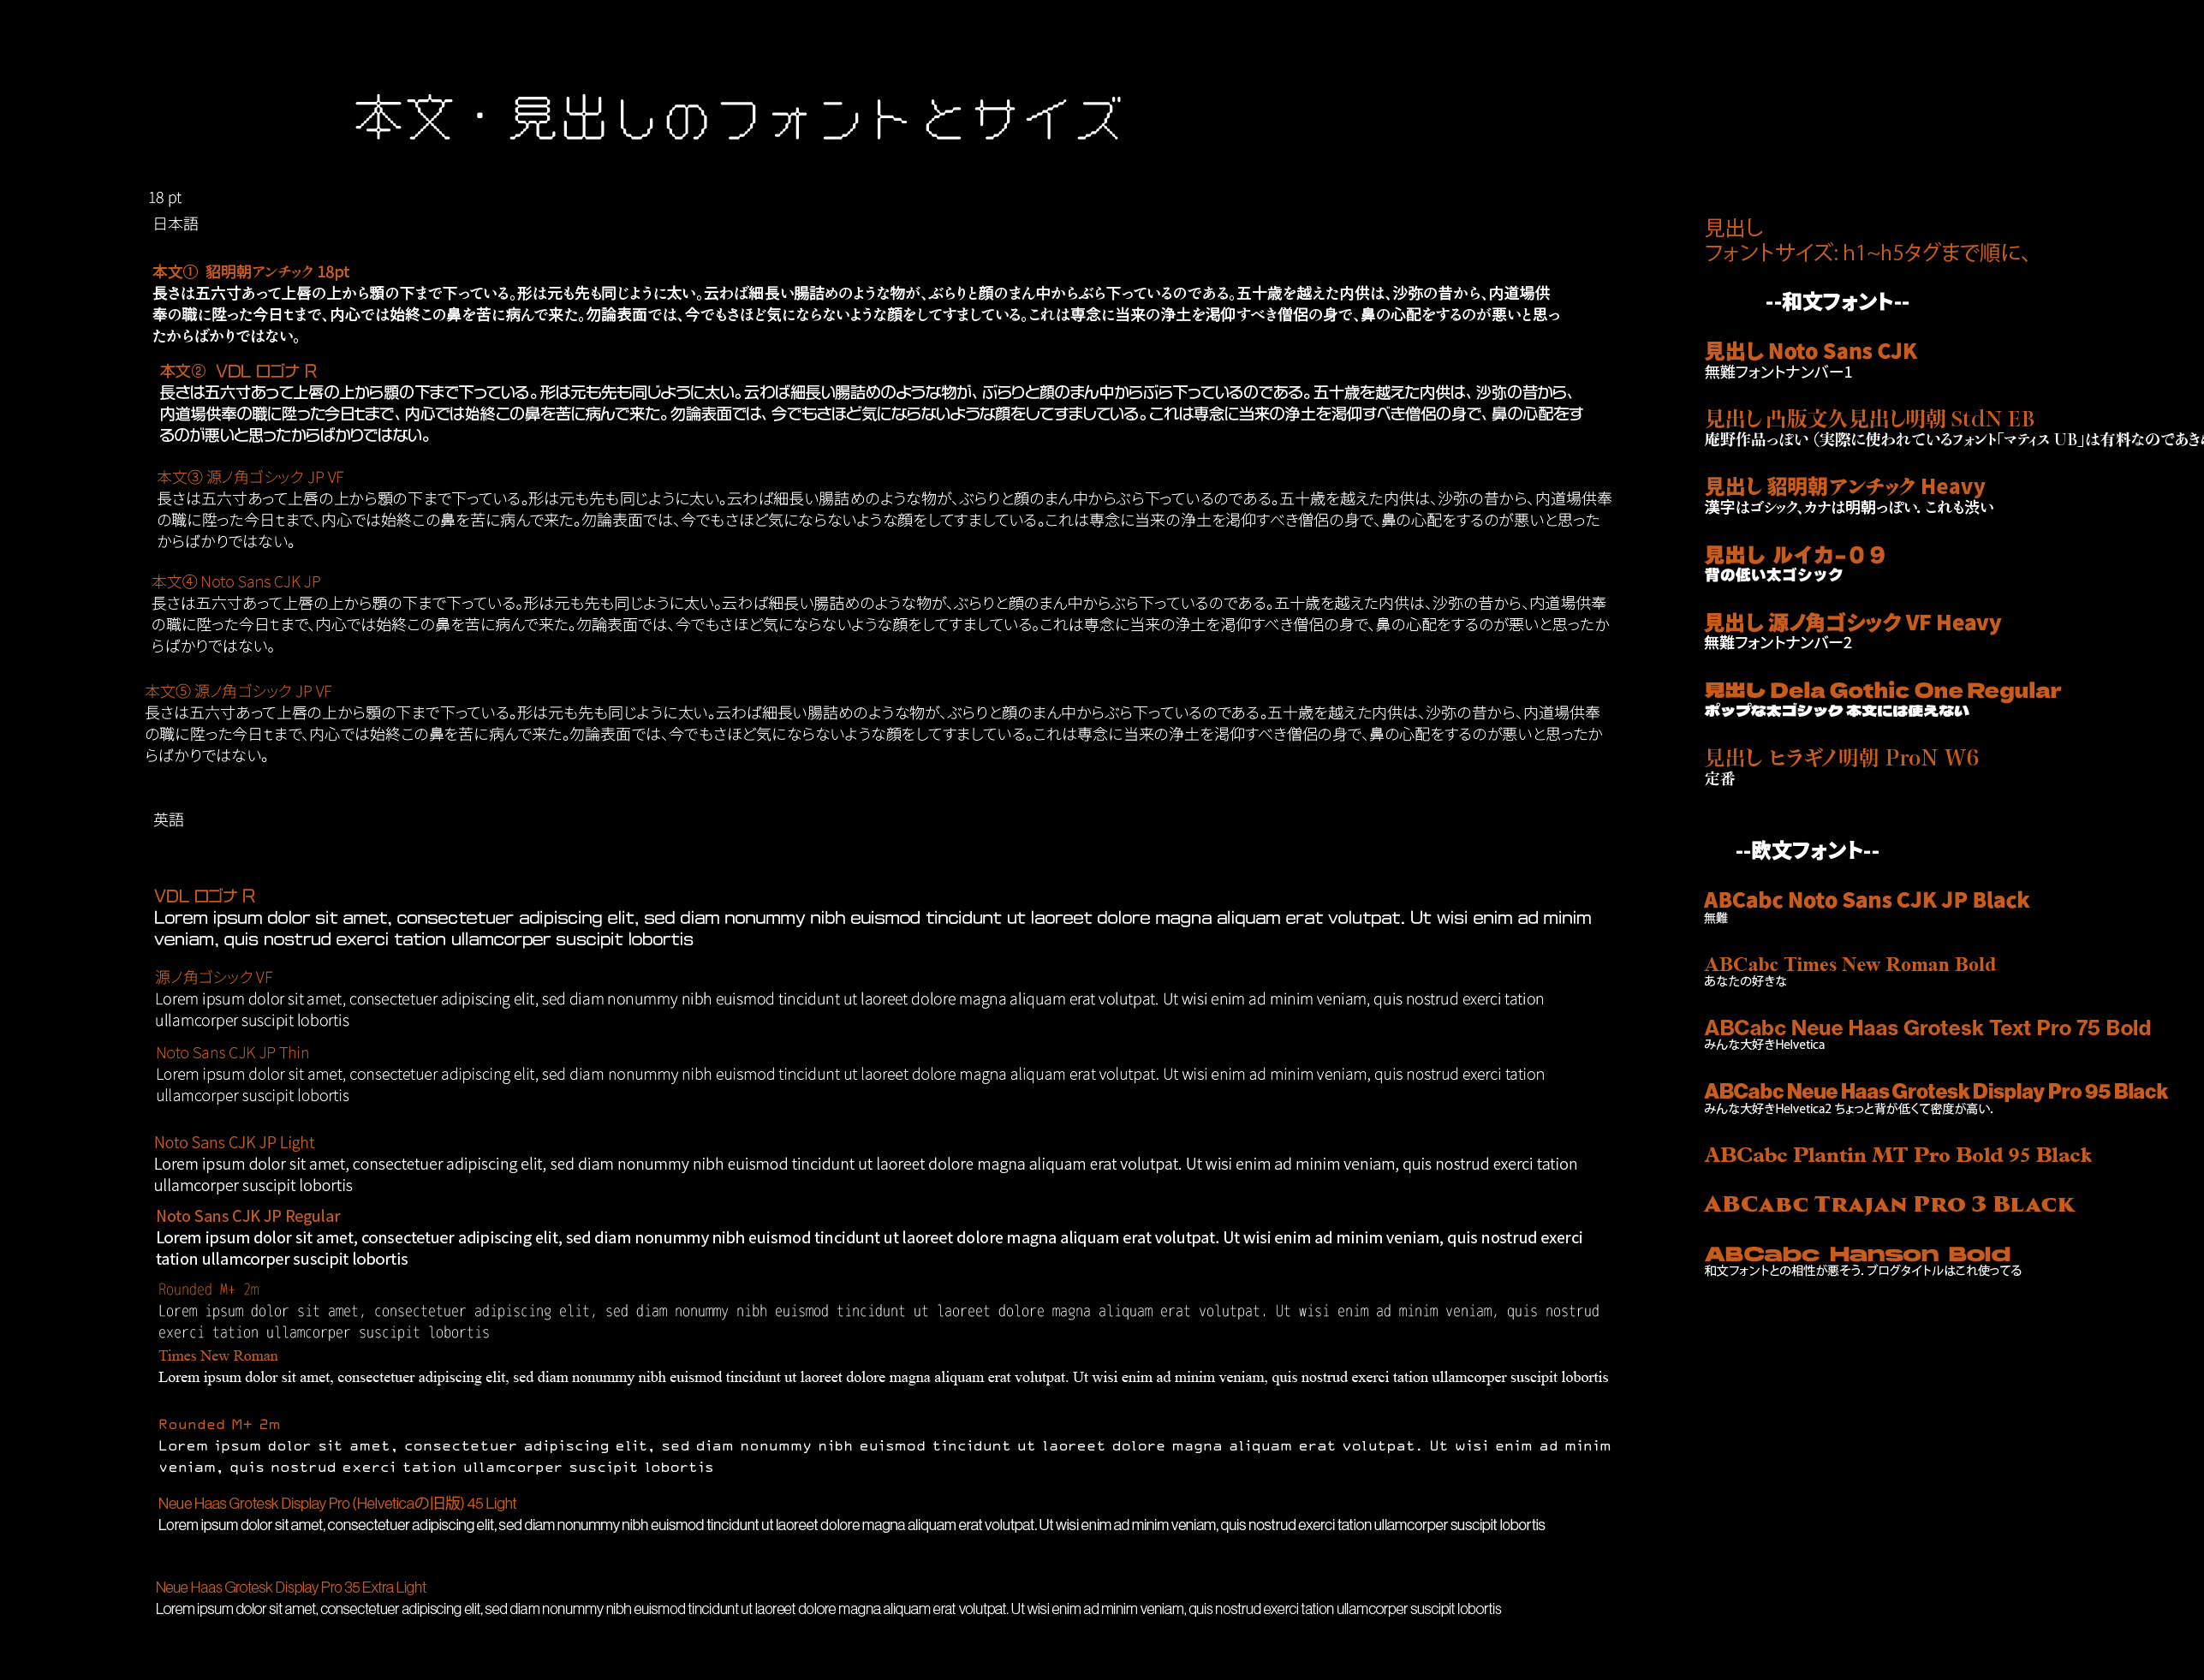 本文・見出しのフォントとサイズ
18 pt
日本語
本文① 貂明朝アンチック 18pt
長さは五六寸あって上唇の上から顋の下まで下っている。形は元も先も同じように太い。云わば細長い腸詰めのような物が、ぶらりと顔のまん中からぶら下っているのである。五十歳を越えた内供は、沙弥の昔から、内道場供
奉の職に陞った今日tまで、内心では始終この鼻を苦に病んで来た。勿論表面では、今でもさほど気にならないような顔をしてすましている。これは専念に当来の浄土を渇仰すべき僧侶の身で、鼻の心配をするのが悪いと思っ
たからばかりではない。
本文② VDL ロゴナ R
長さは五六寸あって上唇の上から顋の下まで下っている。形は元も先も同じように太い。云わば細長い腸詰めのような物が、ぶらりと顔のまん中からぶら下っているのである。五十歳を越えた内供は、沙弥の昔から、
内道場供奉の職に陞った今日tまで、内心では始終この鼻を苦に病んで来た。勿論表面では、今でもさほど気にならないような顔をしてすましている。これは専念に当来の浄土を渇仰すべき僧侶の身で、鼻の心配をす
るのが悪いと思ったからばかりではない。
本文③ 源ノ角ゴシック JP VF
長さは五六寸あって上唇の上から顋の下まで下っている。形は元も先も同じように太い。云わば細長い腸詰めのような物が、ぶらりと顔のまん中からぶら下っているのである。五十歳を越えた内供は、沙弥の昔から、内道場供奉
の職に陞った今日tまで、内心では始終この鼻を苦に病んで来た。勿論表面では、今でもさほど気にならないような顔をしてすましている。これは専念に当来の浄土を渇仰すべき僧侶の身で、鼻の心配をするのが悪いと思った
からばかりではない。
本文④ Noto Sans CJK JP
長さは五六寸あって上唇の上から顋の下まで下っている。形は元も先も同じように太い。云わば細長い腸詰めのような物が、ぶらりと顔のまん中からぶら下っているのである。五十歳を越えた内供は、沙弥の昔から、内道場供奉
の職に陞った今日tまで、内心では始終この鼻を苦に病んで来た。勿論表面では、今でもさほど気にならないような顔をしてすましている。これは専念に当来の浄土を渇仰すべき僧侶の身で、鼻の心配をするのが悪いと思ったか
らばかりではない。
本文⑤ 源ノ角ゴシック JP VF
長さは五六寸あって上唇の上から顋の下まで下っている。形は元も先も同じように太い。云わば細長い腸詰めのような物が、ぶらりと顔のまん中からぶら下っているのである。五十歳を越えた内供は、沙弥の昔から、内道場供奉
の職に陞った今日tまで、内心では始終この鼻を苦に病んで来た。勿論表面では、今でもさほど気にならないような顔をしてすましている。これは専念に当来の浄土を渇仰すべき僧侶の身で、鼻の心配をするのが悪いと思ったか
らばかりではない。
英語
VDL ロゴナ R
Lorem ipsum dolor sit amet, consectetuer adipiscing elit, sed diam nonummy nibh euismod tincidunt ut laoreet dolore magna aliquam erat volutpat. Ut wisi enim ad minim
veniam, quis nostrud exerci tation ullamcorper suscipit lobortis
源ノ角ゴシック VF
Lorem ipsum dolor sit amet, consectetuer adipiscing elit, sed diam nonummy nibh euismod tincidunt ut laoreet dolore magna aliquam erat volutpat. Ut wisi enim ad minim veniam, quis nostrud exerci tation
ullamcorper suscipit lobortis
Noto Sans CJK JP Thin
Lorem ipsum dolor sit amet, consectetuer adipiscing elit, sed diam nonummy nibh euismod tincidunt ut laoreet dolore magna aliquam erat volutpat. Ut wisi enim ad minim veniam, quis nostrud exerci tation
ullamcorper suscipit lobortis
Noto Sans CJK JP Light
Lorem ipsum dolor sit amet, consectetuer adipiscing elit, sed diam nonummy nibh euismod tincidunt ut laoreet dolore magna aliquam erat volutpat. Ut wisi enim ad minim veniam, quis nostrud exerci tation
ullamcorper suscipit lobortis
Noto Sans CJK JP Regular
Lorem ipsum dolor sit amet, consectetuer adipiscing elit, sed diam nonummy nibh euismod tincidunt ut laoreet dolore magna aliquam erat volutpat. Ut wisi enim ad minim veniam, quis nostrud exerci
tation ullamcorper suscipit lobortis
Rounded M+ 2m
Lorem ipsum dolor sit amet, consectetuer adipiscing elit, sed diam nonummy nibh euismod tincidunt ut laoreet dolore magna aliquam erat volutpat. Ut wisi enim ad minim veniam, quis nostrud
exerci tation ullamcorper suscipit lobortis
Times New Roman
Lorem ipsum dolor sit amet, consectetuer adipiscing elit, sed diam nonummy nibh euismod tincidunt ut laoreet dolore magna aliquam erat volutpat. Ut wisi enim ad minim veniam, quis nostrud exerci tation ullamcorper suscipit lobortis
Rounded M+ 2m
Lorem ipsum dolor sit amet, consectetuer adipiscing elit, sed diam nonummy nibh euismod tincidunt ut laoreet dolore magna aliquam erat volutpat. Ut wisi enim ad minim
veniam, quis nostrud exerci tation ullamcorper suscipit lobortis
Neue Haas Grotesk Display Pro (Helveticaの旧版) 45 Light
Lorem ipsum dolor sit amet, consectetuer adipiscing elit, sed diam nonummy nibh euismod tincidunt ut laoreet dolore magna aliquam erat volutpat. Ut wisi enim ad minim veniam, quis nostrud exerci tation ullamcorper suscipit lobortis
Neue Haas Grotesk Display Pro 35 Extra Light
Lorem ipsum dolor sit amet, consectetuer adipiscing elit, sed diam nonummy nibh euismod tincidunt ut laoreet dolore magna aliquam erat volutpat. Ut wisi enim ad minim veniam, quis nostrud exerci tation ullamcorper suscipit lobortis
見出し
フォントサイズ: h1~h5タグまで順に、
--和文フォント--
見出し Noto Sans CJK
無難フォントナンバー1
見出し 凸版文久見出し明朝 StdN EB
庵野作品っぽい (実際に使われているフォント「マティス UB」は有料なのであきら
見出し 貂明朝アンチック Heavy
漢字はゴシック、カナは明朝っぽい. これも渋い
見出し ルイカ-09
背の低い太ゴシック
見出し 源ノ角ゴシック VF Heavy
無難フォントナンバー2
見出し Dela Gothic One Regular
ポップな太ゴシック 本文には使えない
見出し ヒラギノ明朝 ProN W6
定番
--欧文フォント--
ABCabc Noto Sans CJK JP Black
無難
ABCabc Times New Roman Bold
あなたの好きな
ABCabc Neue Haas Grotesk Text Pro 75 Bold
みんな大好きHelvetica
ABCabc Neue Haas Grotesk Display Pro 95 Black
みんな大好きHelvetica2 ちょっと背が低くて密度が高い.
ABCabc Plantin MT Pro Bold 95 Black
ABCabc Trajan Pro 3 Black
ABCabc Hanson Bold
和文フォントとの相性が悪そう. ブログタイトルはこれ使ってる